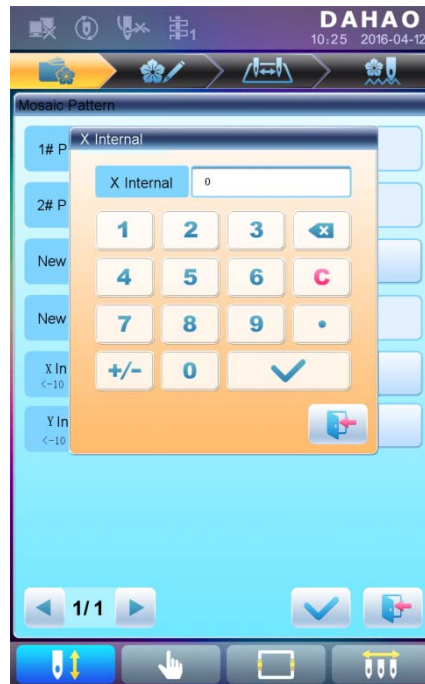 DAHAO
10:25 2016-04-12
1
Mosaic Pattern
X Internal
1# P
X Internal 0
2# P
1 2 3
New
4 5 6 C
New
7 8 9 .
X In
<-10
+/- 0
Y In
<-10
1/1